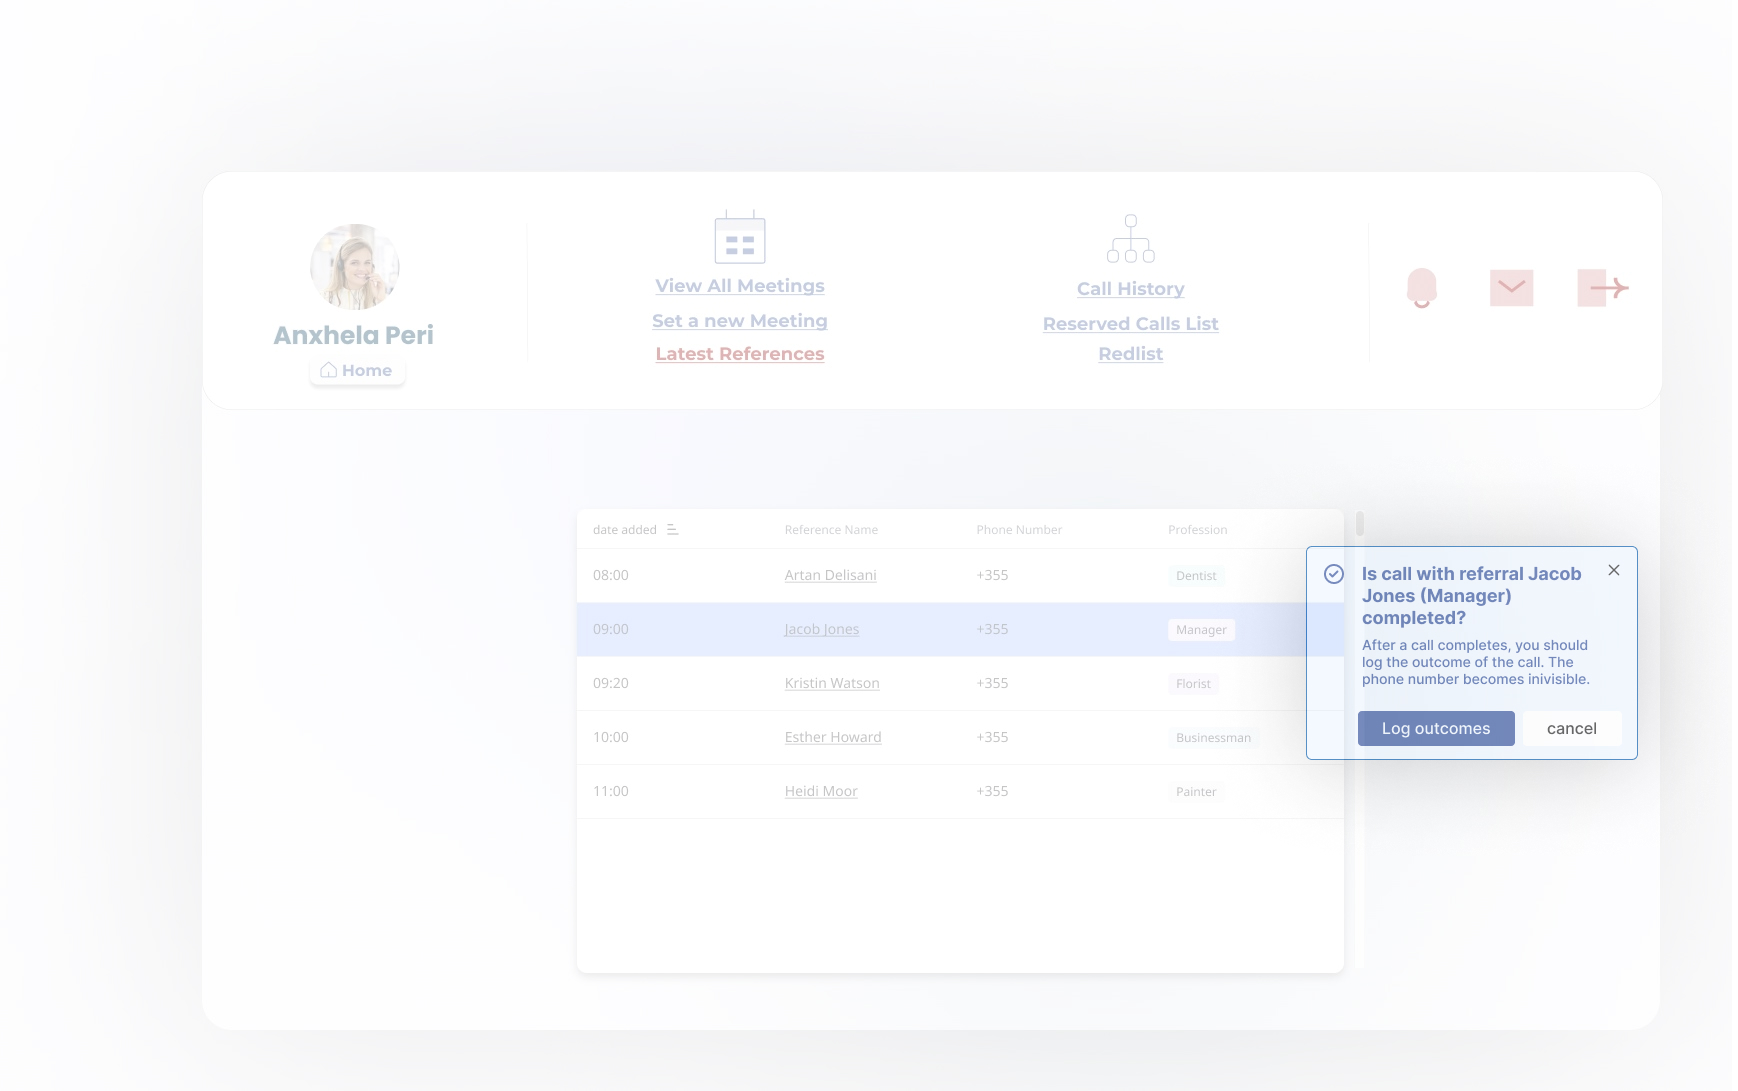 Anxhela Peri
Home
View All Meetings
Set a new Meeting
Latest References
Call History
Reserved Calls List
Redlist
date added Reference Name Phone Number Profession
08:00 Artan Delisani +355 Dentist
09:00 Jacob Jones +355 Manager
09:20 Kristin Watson +355 Florist
10:00 Esther Howard +355 Businessman
11:00 Heidi Moor +355 Painter
Is call with referral Jacob
Jones (Manager)
completed?
After a call completes, you should
log the outcome of the call. The
phone number becomes inivisible.
Log outcomes cancel